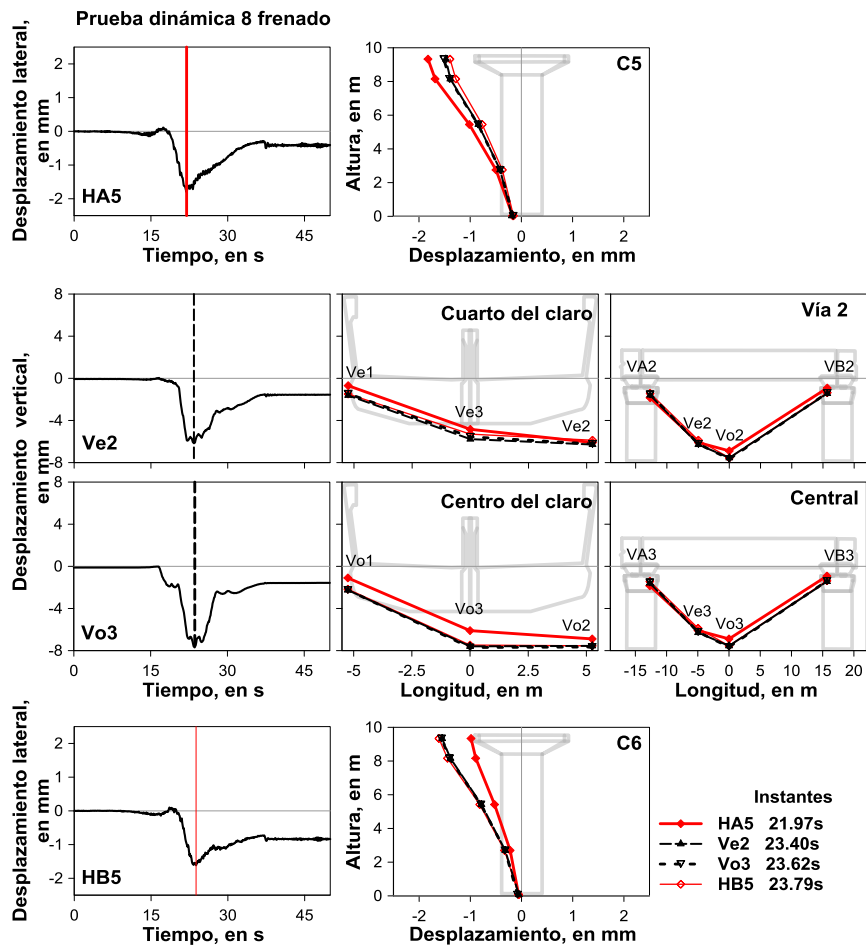 Prueba dinámica 8 frenado
Desplazamiento lateral,
en mm
2
1
0
-1
-2
HA5
0 15 30 45
Tiempo, en s
Altura, en m
10
8
6
4
2
0
C5
-2 -1 0 1 2
Desplazamiento, en mm
Desplazamiento vertical,
en mm
8
4
0
-4
-8
Ve2
Cuarto del claro
Ve1
Ve3
Ve2
Vía 2
VA2
VB2
Ve2
Vo2
8
4
0
-4
-8
Vo3
0 15 30 45
Tiempo, en s
Centro del claro
Vo1
Vo3
Vo2
-5 0 5
Longitud, en m
Central
VA3
VB3
Ve3
Vo3
-15 -10 -5 0 5 10 15 20
Longitud, en m
Desplazamiento lateral,
en mm
2
1
0
-1
-2
HB5
0 15 30 45
Tiempo, en s
Altura, en m
10
8
6
4
2
0
C6
-2 -1 0 1 2
Desplazamiento, en mm
Instantes
HA5 21.97s
Ve2 23.40s
Vo3 23.62s
HB5 23.79s